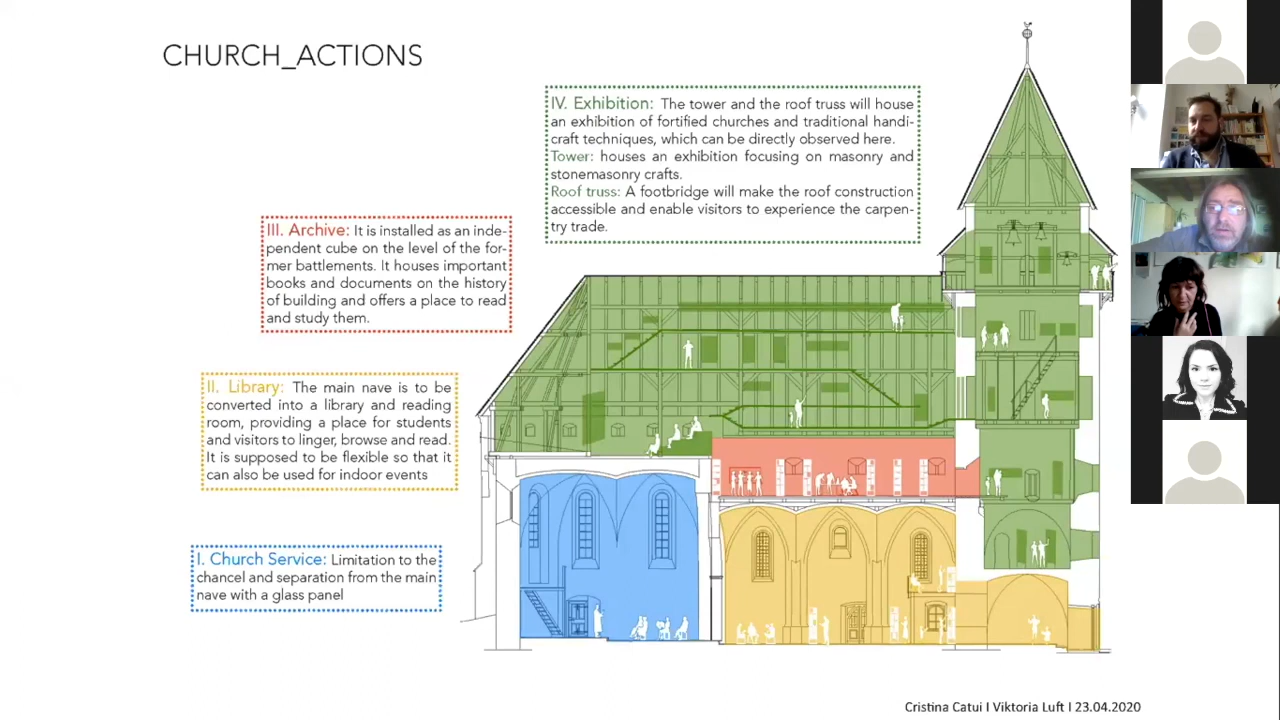 CHURCH_ACTIONS
IV. Exhibition: The tower and the roof truss will house
an exhibition of fortified churches and traditional handi-
craft techniques, which can be directly observed here.
Tower: houses an exhibition focusing on masonry and
stonemasonry crafts.
Roof truss: A footbridge will make the roof construction
accessible and enable visitors to experience the carpen-
try trade.
III. Archive: It is installed as an inde-
pendent cube on the level of the for-
mer battlements. It houses important
books and documents on the history
of building and offers a place to read
and study them.
II. Library: The main nave is to be
converted into a library and reading
room, providing a place for students
and visitors to linger, browse and read.
It is supposed to be flexible so that it
can also be used for indoor events
I. Church Service: Limitation to the
chancel and separation from the main
nave with a glass panel
Cristina Catui I Viktoria Luft I 23.04.2020